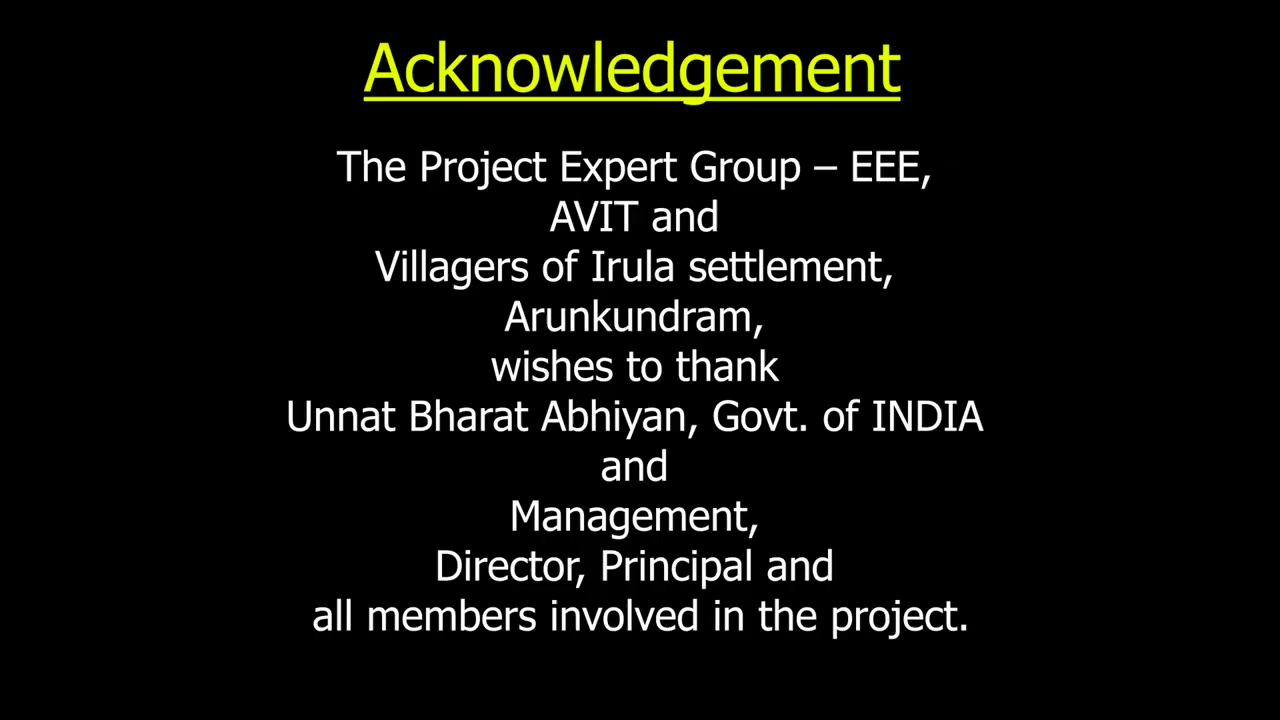 Acknowledgement
The Project Expert Group – EEE,
AVIT and
Villagers of Irula settlement,
Arunkundram,
wishes to thank
Unnat Bharat Abhiyan, Govt. of INDIA
and
Management,
Director, Principal and
all members involved in the project.